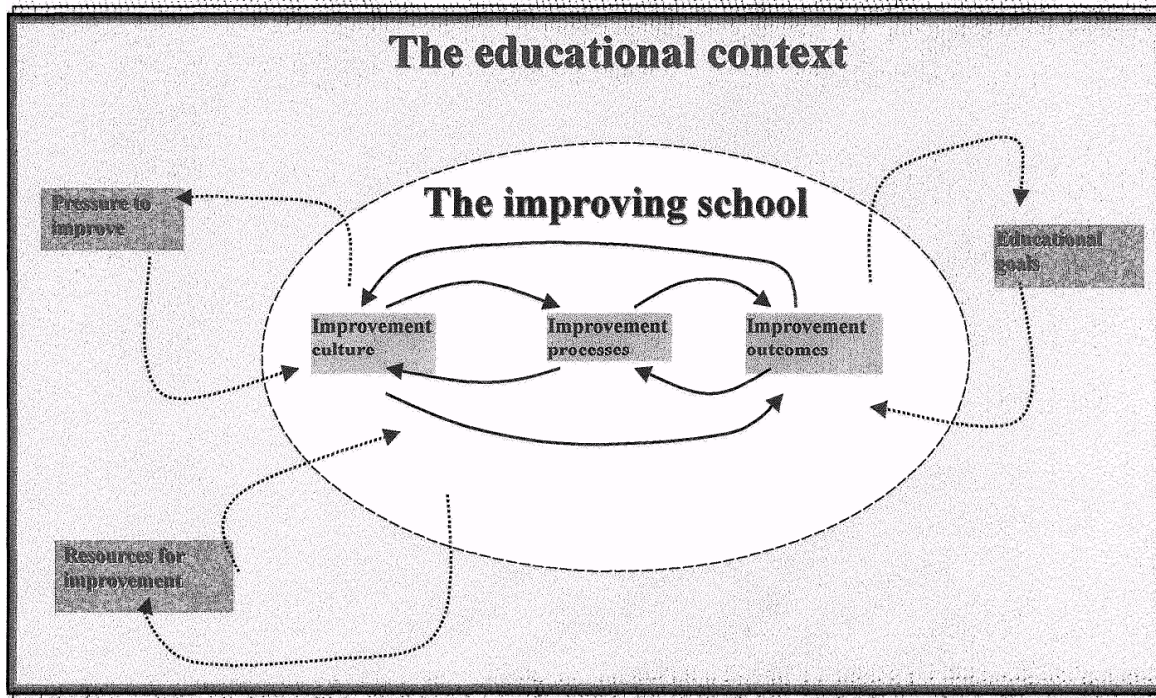 The educational context
The improving school
Pressure to
improve
Educational
goals
Improvement
culture
Improvement
processes
Improvement
outcomes
Resources for
improvement